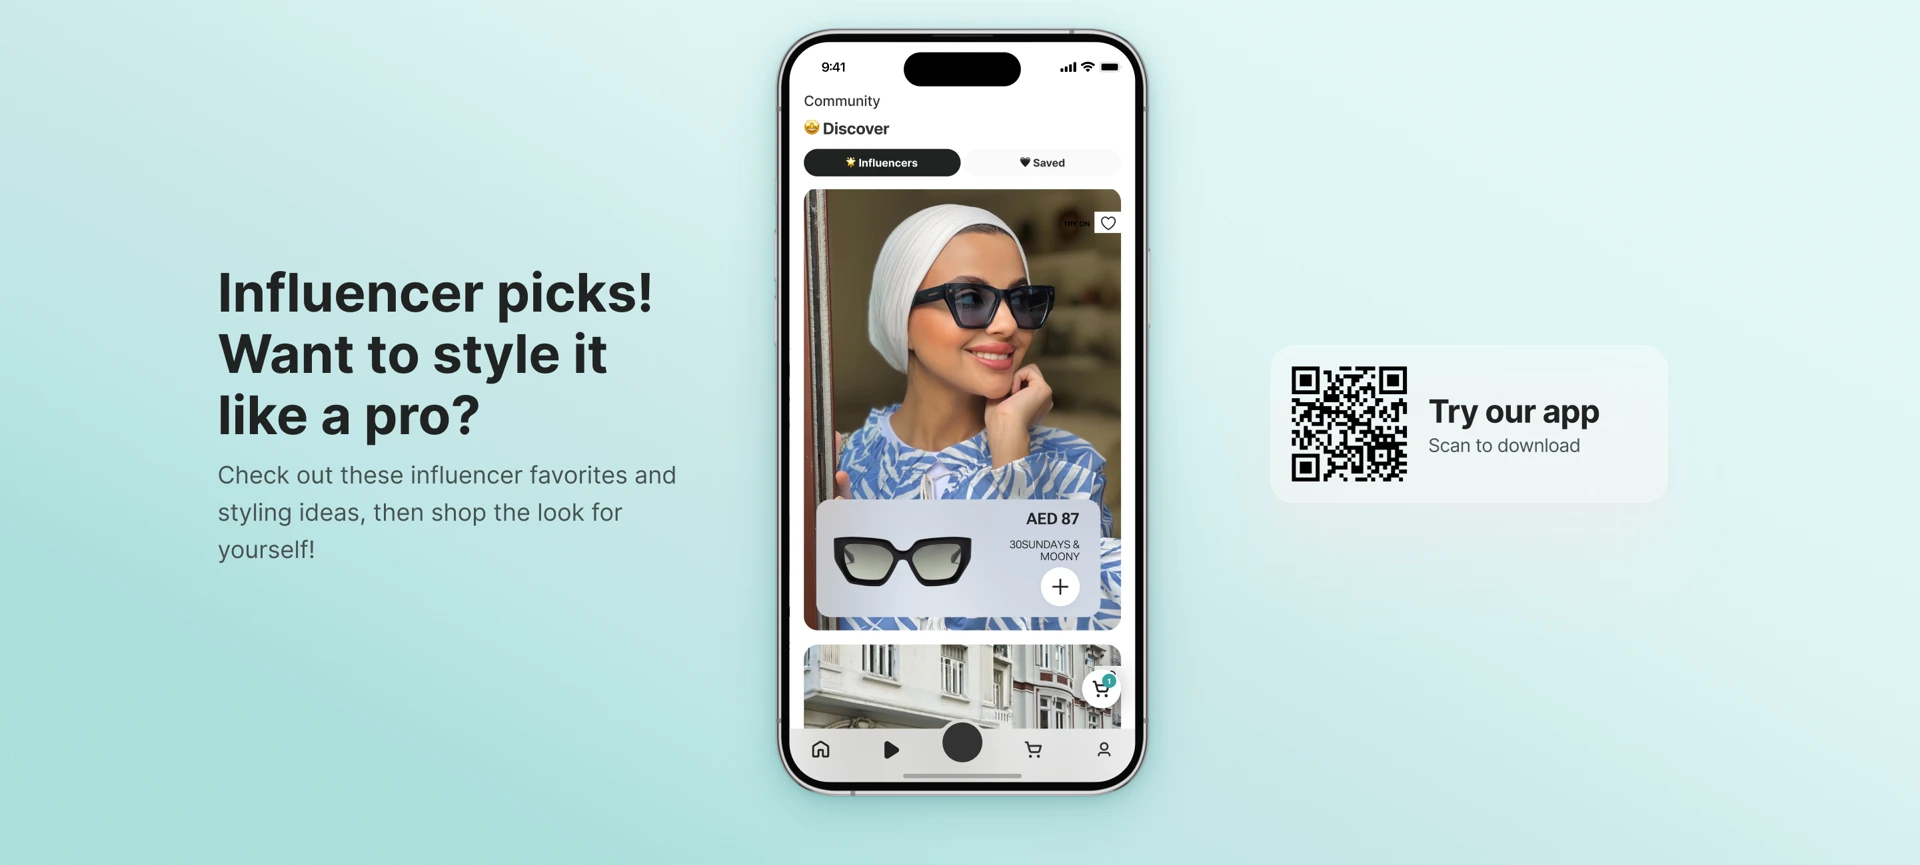 Influencer picks!
Want to style it
like a pro?
Check out these influencer favorites and
styling ideas, then shop the look for
yourself!
9:41
Community
🤩 Discover
🌟 Influencers
🖤 Saved
TRY ON
AED 87
30SUNDAYS &
MOONY
1
Try our app
Scan to download